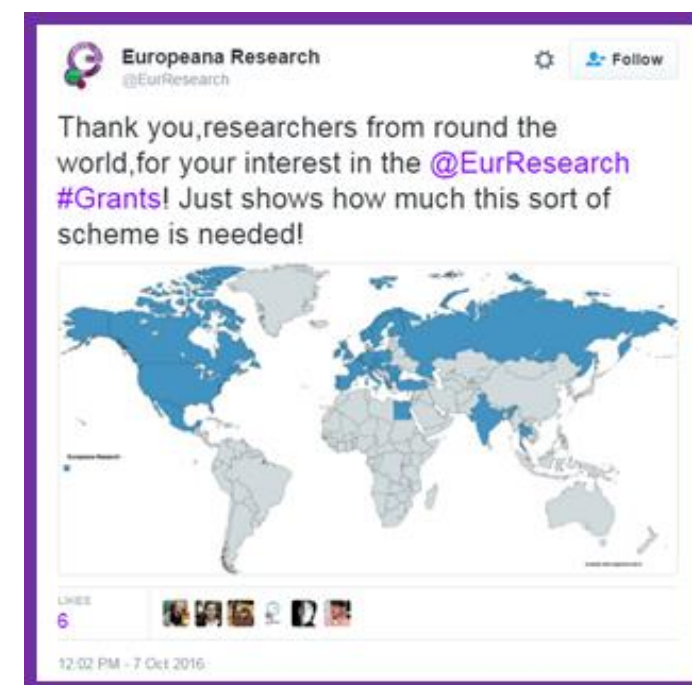 Europeana Research
@EurResearch
Follow
Thank you,researchers from round the
world,for your interest in the @EurResearch
#Grants! Just shows how much this sort of
scheme is needed!
Europeana Research
LIKES
6
12:02 PM - 7 Oct 2016